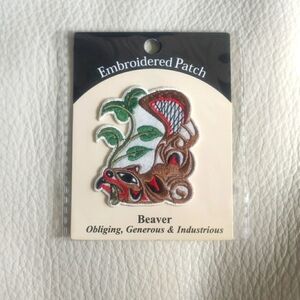 Embroidered Patch
Beaver
Obliging, Generous & Industrious